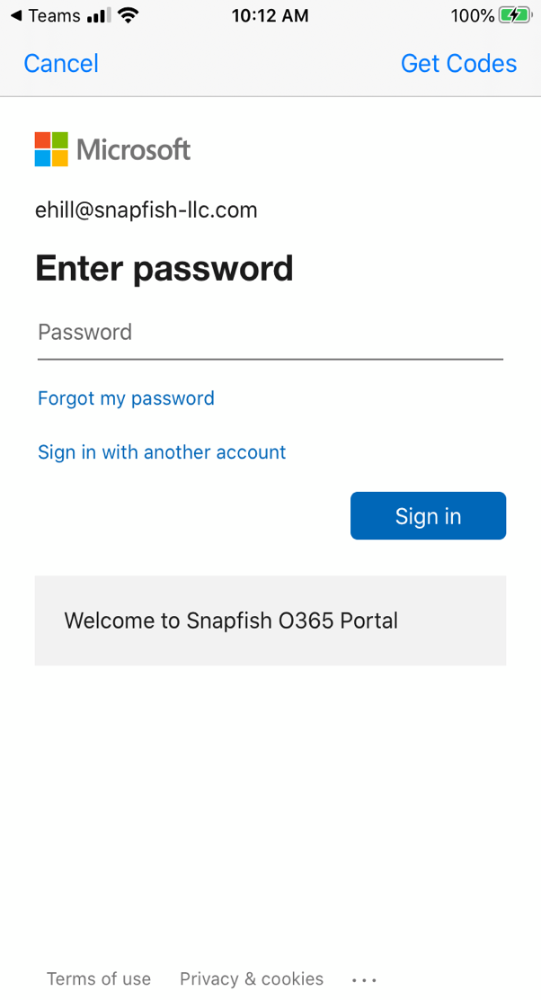 Teams 10:12 AM 100%
Cancel Get Codes
Microsoft
ehill@snapfish-llc.com
Enter password
Password
Forgot my password
Sign in with another account
Sign in
Welcome to Snapfish O365 Portal
Terms of use Privacy & cookies ...